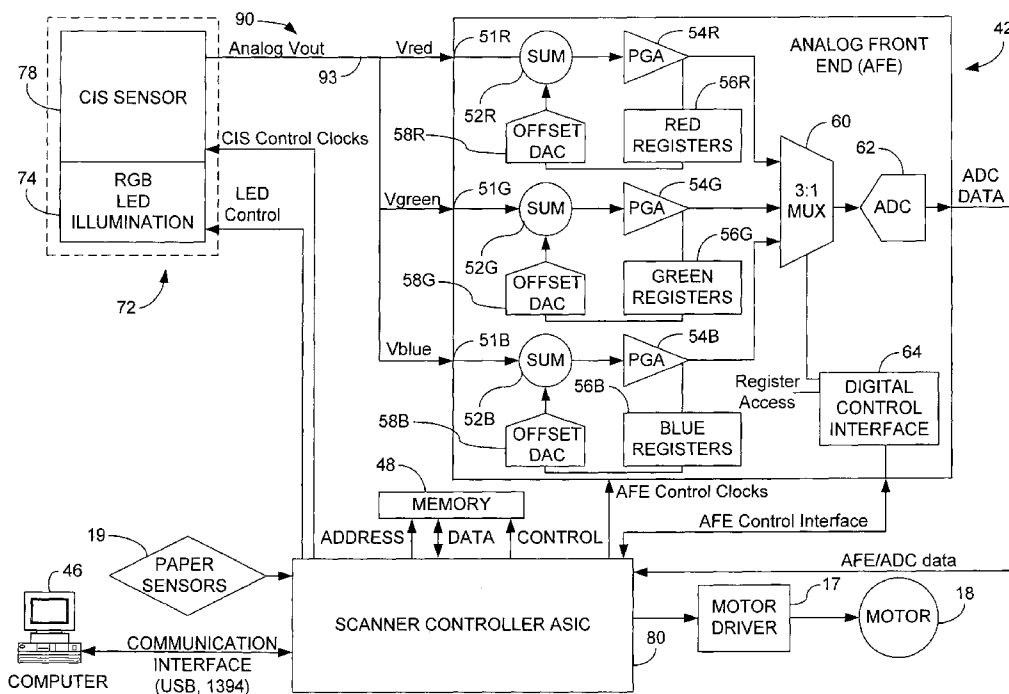 90
42
Analog Vout
93
Vred
51R
SUM
52R
54R
PGA
56R
RED
REGISTERS
58R
OFFSET
DAC
ANALOG FRONT
END (AFE)
78
CIS SENSOR
CIS Control Clocks
74
RGB
LED
ILLUMINATION
LED
Control
72
Vgreen
51G
SUM
52G
54G
PGA
56G
GREEN
REGISTERS
58G
OFFSET
DAC
60
3:1
MUX
62
ADC
ADC
DATA
Vblue
51B
SUM
52B
54B
PGA
56B
BLUE
REGISTERS
58B
OFFSET
DAC
Register
Access
64
DIGITAL
CONTROL
INTERFACE
48
MEMORY
AFE Control Clocks
ADDRESS
DATA
CONTROL
AFE Control Interface
19
PAPER
SENSORS
AFE/ADC data
46
COMPUTER
COMMUNICATION
INTERFACE
(USB, 1394)
SCANNER CONTROLLER ASIC
80
17
MOTOR
DRIVER
MOTOR
18